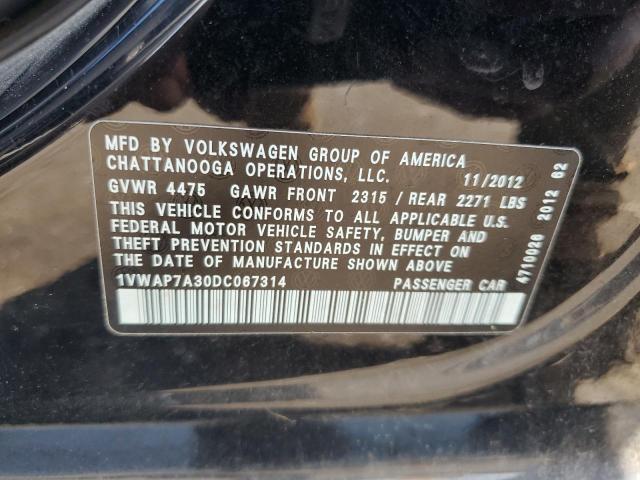 MFD BY VOLKSWAGEN GROUP OF AMERICA
CHATTANOOGA OPERATIONS, LLC. 11/2012
GVWR 4475 GAWR FRONT 2315 / REAR 2271 LBS
THIS VEHICLE CONFORMS TO ALL APPLICABLE U.S.
FEDERAL MOTOR VEHICLE SAFETY, BUMPER AND
THEFT PREVENTION STANDARDS IN EFFECT ON
THE DATE OF MANUFACTURE SHOWN ABOVE
1VWAP7A30DC067314 PASSENGER CAR
4710028 2012 62